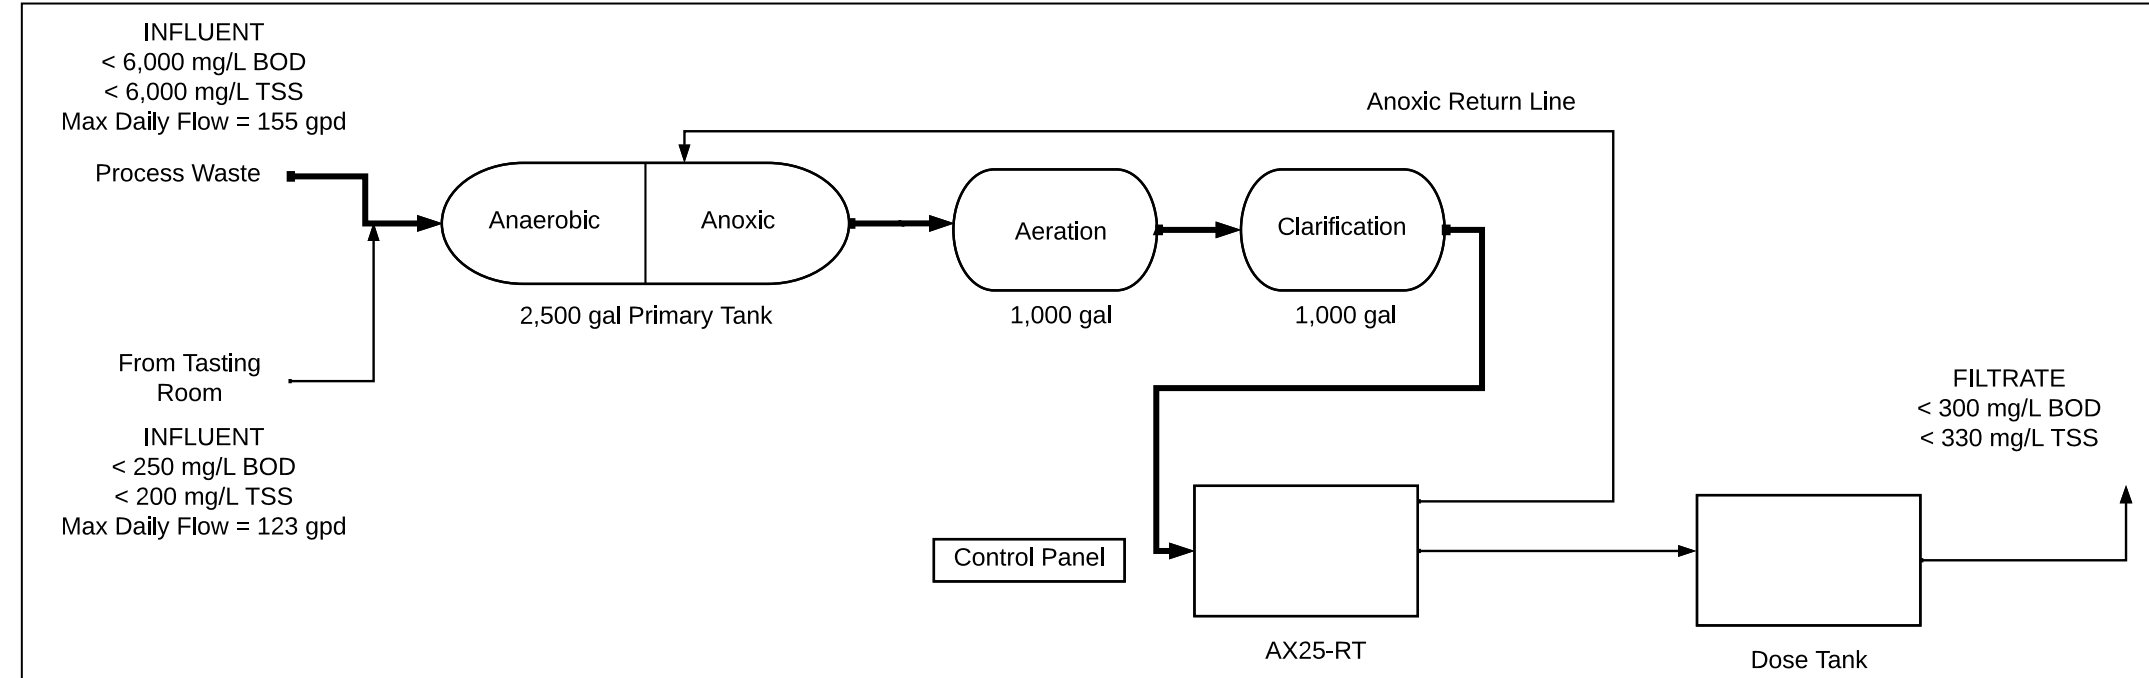 INFLUENT
< 6,000 mg/L BOD
< 6,000 mg/L TSS
Max Daily Flow = 155 gpd
Process Waste
Anoxic Return Line
Anaerobic
Anoxic
2,500 gal Primary Tank
Aeration
1,000 gal
Clarification
1,000 gal
From Tasting
Room
INFLUENT
< 250 mg/L BOD
< 200 mg/L TSS
Max Daily Flow = 123 gpd
Control Panel
AX25-RT
Dose Tank
FILTRATE
< 300 mg/L BOD
< 330 mg/L TSS